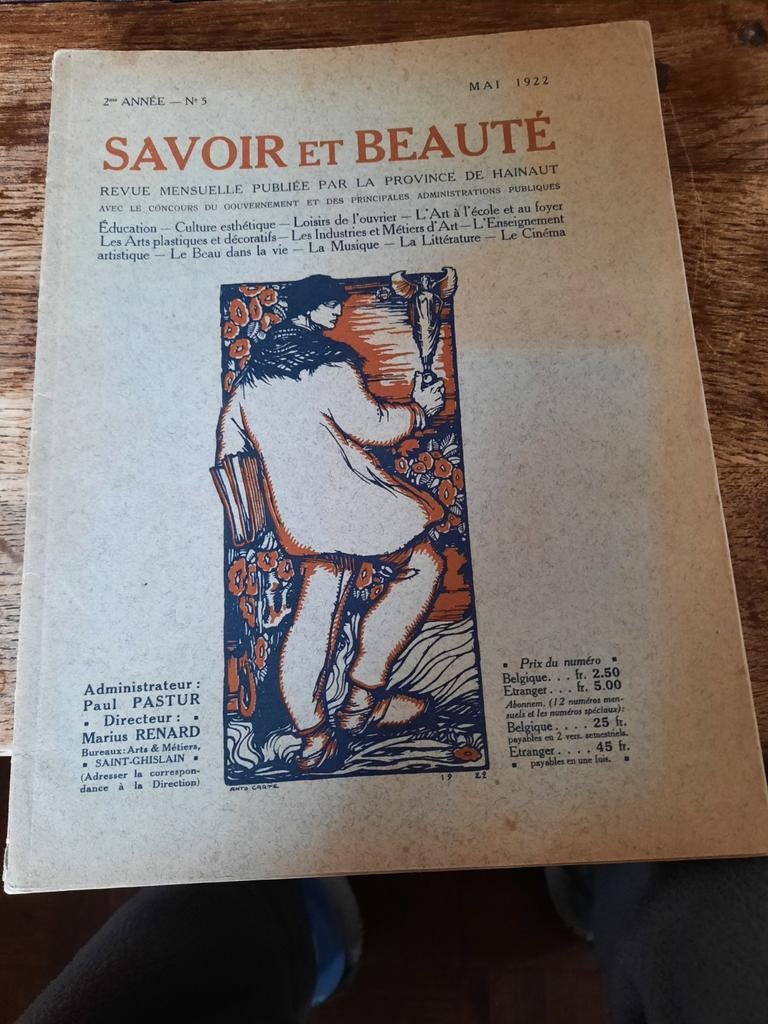 2me ANNÉE — No 5
MAI 1922
SAVOIR ET BEAUTÉ
REVUE MENSUELLE PUBLIÉE PAR LA PROVINCE DE HAINAUT
AVEC LE CONCOURS DU GOUVERNEMENT ET DES PRINCIPALES ADMINISTRATIONS PUBLIQUES
Éducation — Culture esthétique — Loisirs de l'ouvrier — L'Art à l'école et au foyer
Les Arts plastiques et décoratifs — Les Industries et Métiers d'Art — L'Enseignement
artistique — Le Beau dans la vie — La Musique — La Littérature — Le Cinéma
Administrateur :
Paul PASTUR
▪ Directeur : ▪
Marius RENARD
Bureaux: Arts & Métiers,
▪ SAINT-GHISLAIN ▪
(Adresser la correspon-
dance à la Direction)
ANTO CARTE
19 22
▪ Prix du numéro ▪
Belgique. . . fr. 2.50
Etranger . . . fr. 5.00
Abonnem. (12 numéros men-
suels et les numéros spéciaux):
Belgique . . . . 25 fr.
payables en 2 vers. semestriels.
Etranger . . . . 45 fr.
▪ payables en une fois. ▪